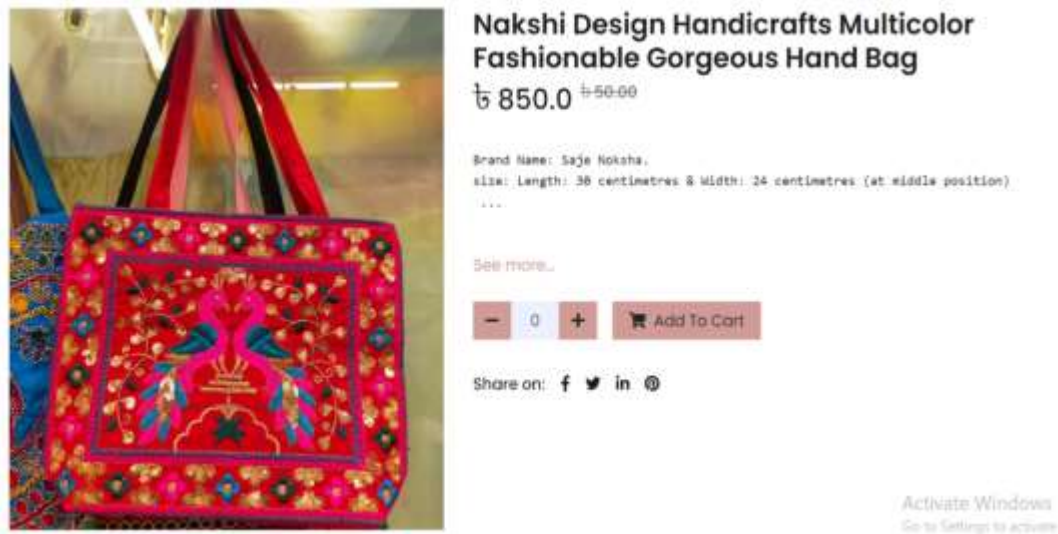 Nakshi Design Handicrafts Multicolor
Fashionable Gorgeous Hand Bag
৳ 850.0 ৳ 50.00
Brand Name: Saje Noksha.
size: Length: 30 centimetres & Width: 24 centimetres (at middle position)
...
See more...
− 0 + Add To Cart
Share on:
Activate Windows
Go to Settings to activate